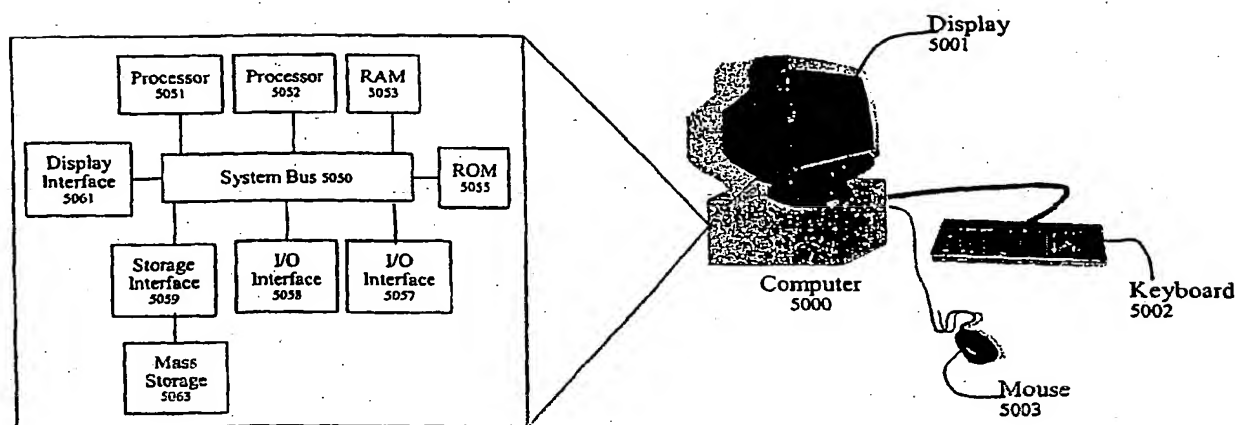 Display
5001
Processor
5051
Processor
5052
RAM
5053
Display
Interface
5061
System Bus 5050
ROM
5055
Storage
Interface
5059
I/O
Interface
5058
I/O
Interface
5057
Mass
Storage
5063
Computer
5000
Keyboard
5002
Mouse
5003